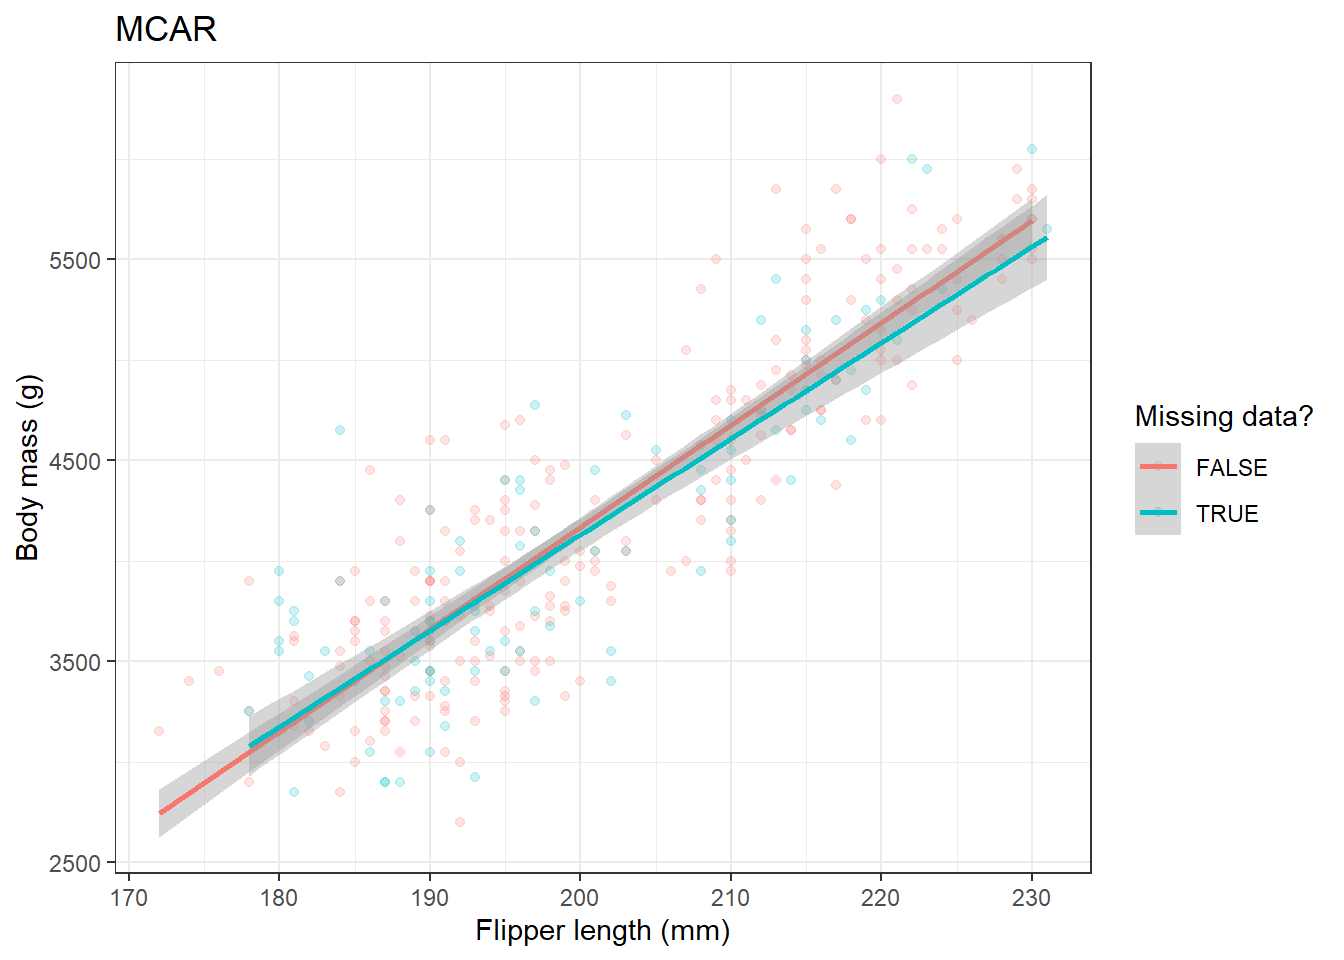 MCAR
Body mass (g)
5500
4500
3500
2500
170 180 190 200 210 220 230
Flipper length (mm)
Missing data?
FALSE
TRUE